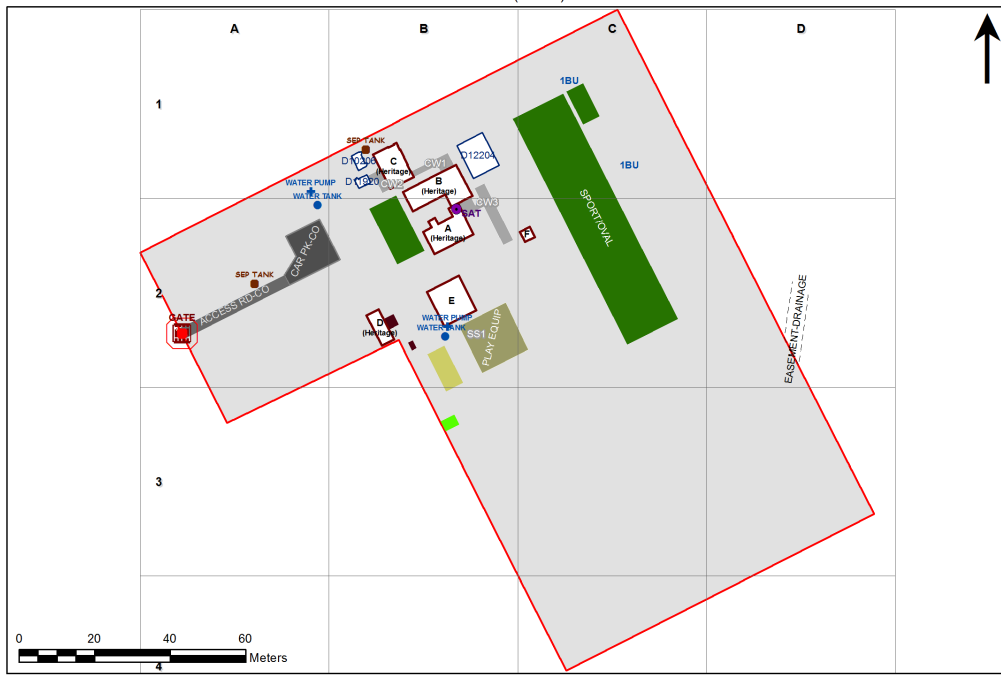 A
B
C
D
1
1BU
SEP TANK
D12204
C
(Heritage)
CW1
1BU
CW2
B
(Heritage)
WATER PUMP
WATER TANK
CW3
SAT
SPORT/OVAL
A
(Heritage)
F
CAR PK-CO
SEP TANK
2
ACCESS RD-CO
E
EASEMENT-DRAINAGE
GATE
D
(Heritage)
WATER PUMP
WATER TANK
SS1
PLAY EQUIP
3
0
20
40
60
Meters
4